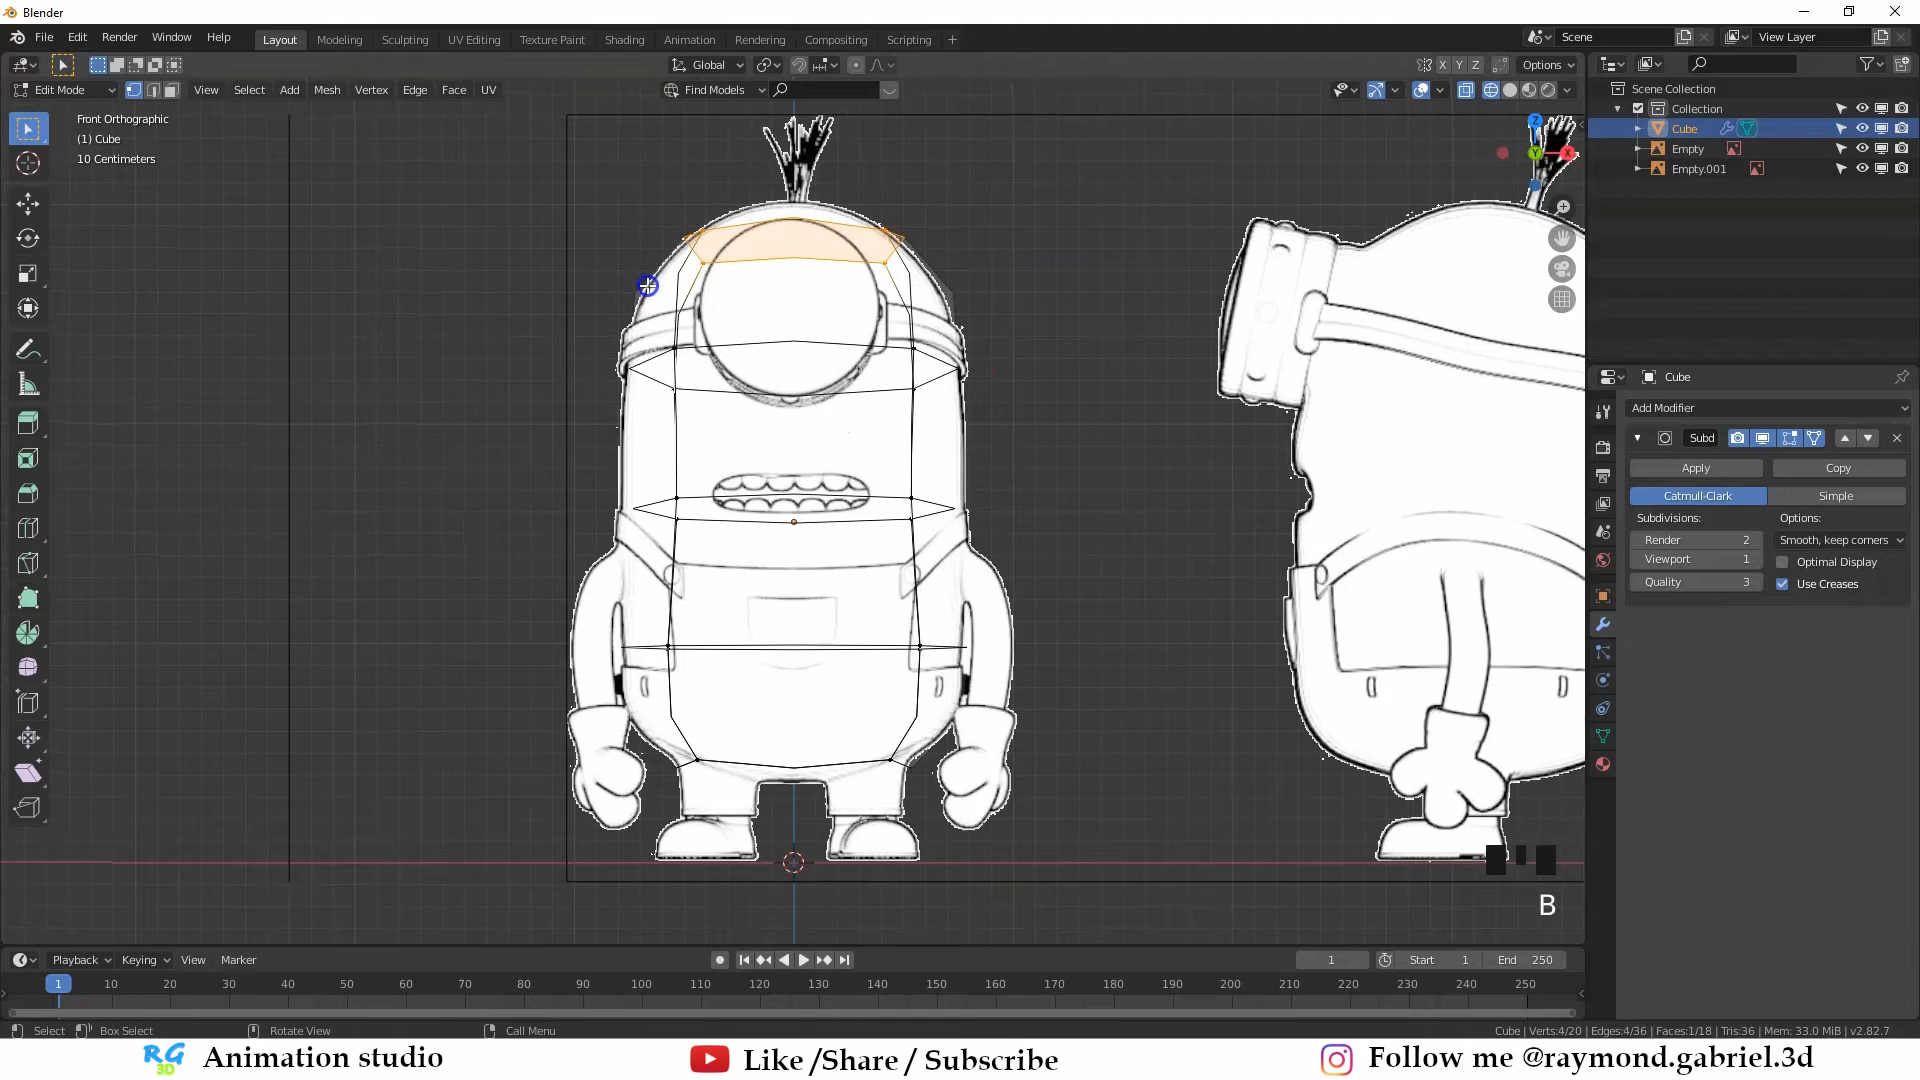 Blender
File Edit Render Window Help
Layout Modeling Sculpting UV Editing Texture Paint Shading Animation Rendering Compositing Scripting +
Scene
View Layer
Global
X Y Z
Options
Edit Mode View Select Add Mesh Vertex Edge Face UV
Find Models
Front Orthographic
(1) Cube
10 Centimeters
Z
Y
X
Scene Collection
Collection
Cube
Empty
Empty.001
Cube
Add Modifier
Subd
Apply Copy
Catmull-Clark Simple
Subdivisions: Options:
Render 2 Smooth, keep corners
Viewport 1 Optimal Display
Quality 3 Use Creases
B
Playback Keying View Marker
1 Start 1 End 250
1 10 20 30 40 50 60 70 80 90 100 110 120 130 140 150 160 170 180 190 200 210 220 230 240 250
Select Box Select Rotate View Call Menu
Cube | Verts:4/20 | Edges:4/36 | Faces:1/18 | Tris:36 | Mem: 33.0 MiB | v2.82.7
RG 3D Animation studio Like /Share / Subscribe Follow me @raymond.gabriel.3d